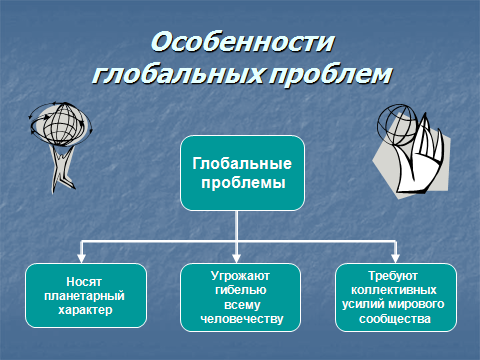 Особенности
глобальных проблем
Глобальные
проблемы
Носят
планетарный
характер
Угрожают
гибелью
всему
человечеству
Требуют
коллективных
усилий мирового
сообщества